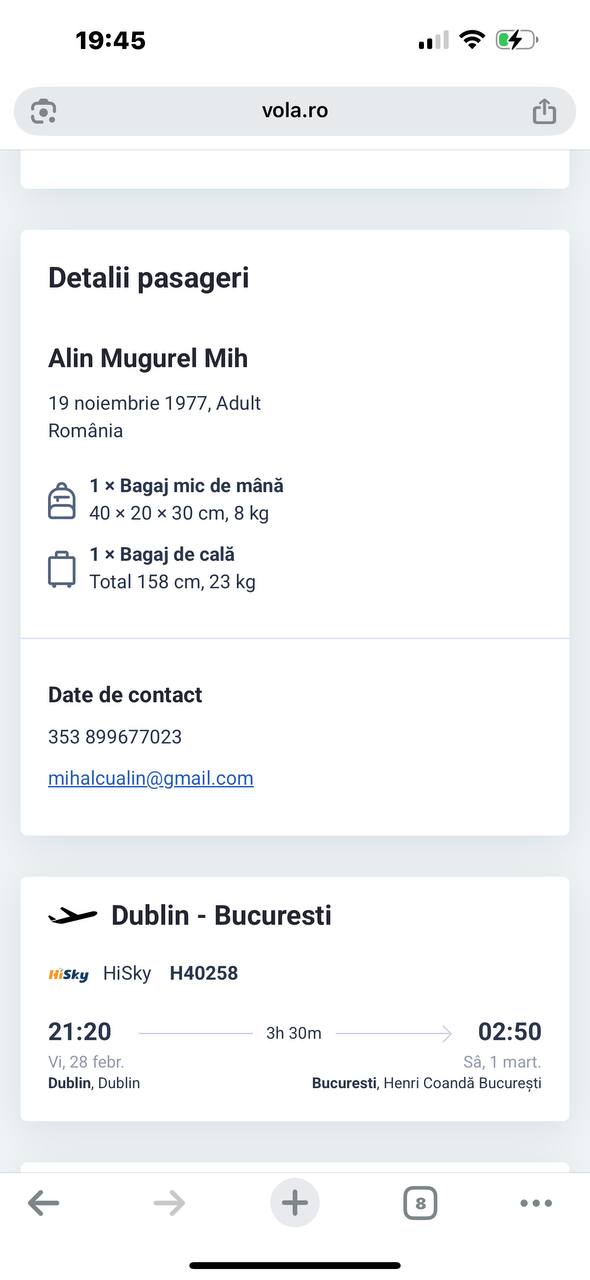 19:45
vola.ro
Detalii pasageri
Alin Mugurel Mih
19 noiembrie 1977, Adult
România
1 × Bagaj mic de mână
40 × 20 × 30 cm, 8 kg
1 × Bagaj de cală
Total 158 cm, 23 kg
Date de contact
353 899677023
mihalcualin@gmail.com
Dublin - Bucuresti
HiSky HiSky H40258
21:20 3h 30m 02:50
Vi, 28 febr. Sâ, 1 mart.
Dublin, Dublin Bucuresti, Henri Coandă București
8